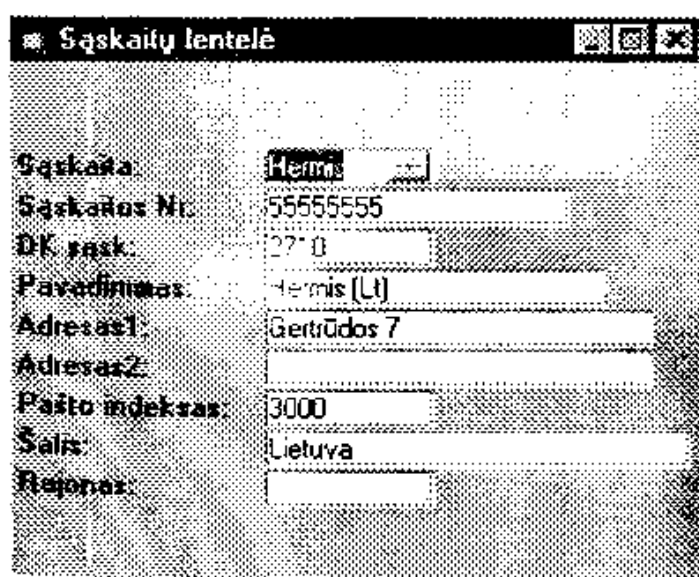 Sąskaitų lentelė
Sąskaita: Hermis
Sąskaitos Nr.: 55555555
DK sąsk: 2710
Pavadinimas: Hermis (Lt)
Adresas1: Gertrūdos 7
Adresas2:
Pašto indeksas: 3000
Šalis: Lietuva
Rajonas: